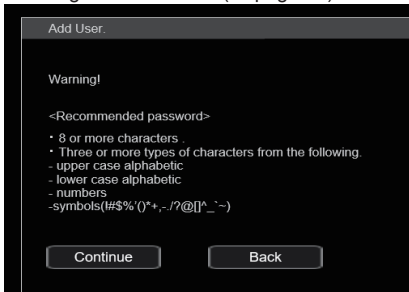 Add User.
Warning!
<Recommended password>
・8 or more characters .
・Three or more types of characters from the following.
- upper case alphabetic
- lower case alphabetic
- numbers
-symbols(!#$%'()*+,-./?@[]^_`~)
Continue
Back